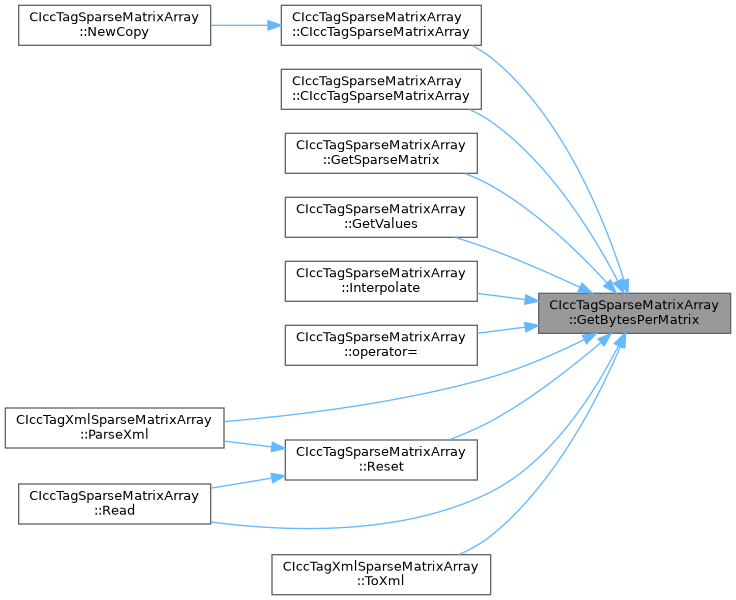 CIccTagSparseMatrixArray
::NewCopy
CIccTagSparseMatrixArray
::CIccTagSparseMatrixArray
CIccTagSparseMatrixArray
::CIccTagSparseMatrixArray
CIccTagSparseMatrixArray
::GetSparseMatrix
CIccTagSparseMatrixArray
::GetValues
CIccTagSparseMatrixArray
::Interpolate
CIccTagSparseMatrixArray
::GetBytesPerMatrix
CIccTagSparseMatrixArray
::operator=
CIccTagXmlSparseMatrixArray
::ParseXml
CIccTagSparseMatrixArray
::Reset
CIccTagSparseMatrixArray
::Read
CIccTagXmlSparseMatrixArray
::ToXml